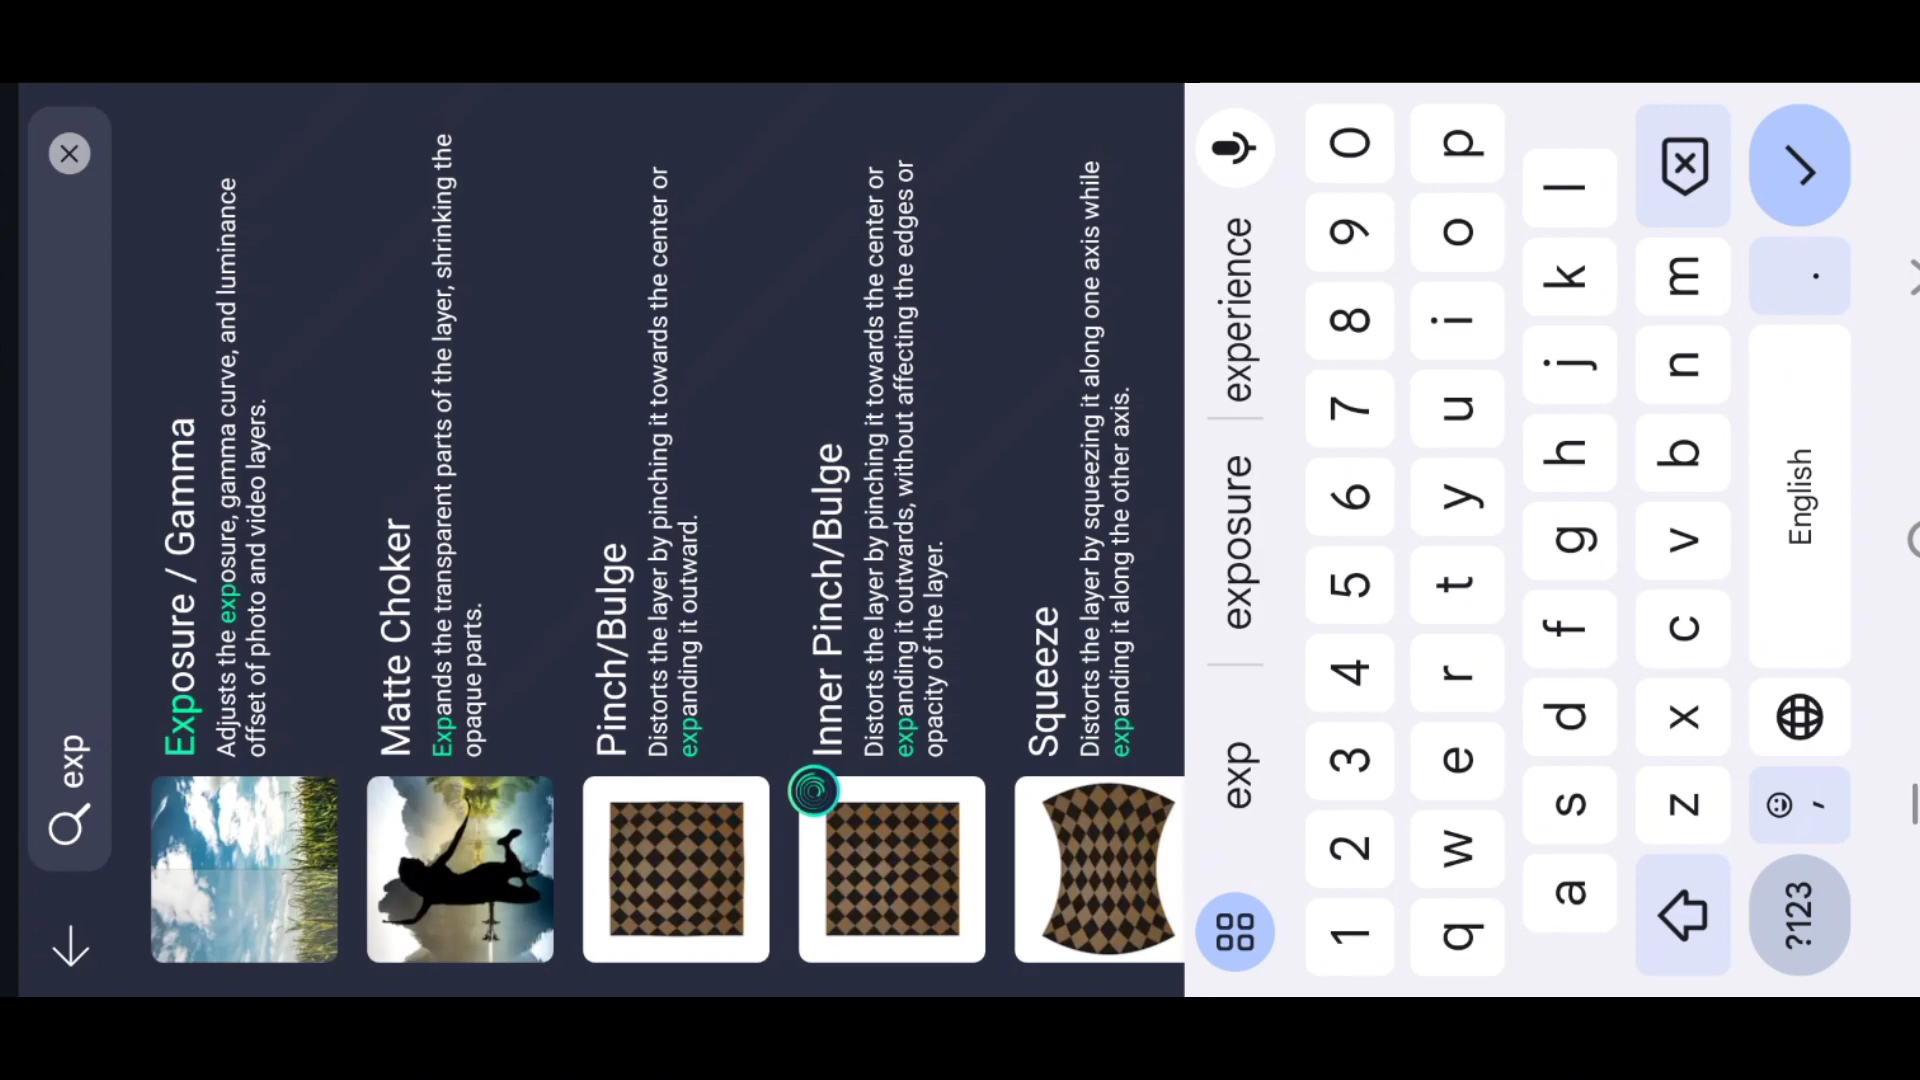 exp
Exposure / Gamma
Adjusts the exposure, gamma curve, and luminance
offset of photo and video layers.
Matte Choker
Expands the transparent parts of the layer, shrinking the
opaque parts.
Pinch/Bulge
Distorts the layer by pinching it towards the center or
expanding it outward.
Inner Pinch/Bulge
Distorts the layer by pinching it towards the center or
expanding it outwards, without affecting the edges or
opacity of the layer.
Squeeze
Distorts the layer by squeezing it along one axis while
expanding it along the other axis.
exp exposure experience
1 2 3 4 5 6 7 8 9 0
q w e r t y u i o p
a s d f g h j k l
z x c v b n m
?123 , English .